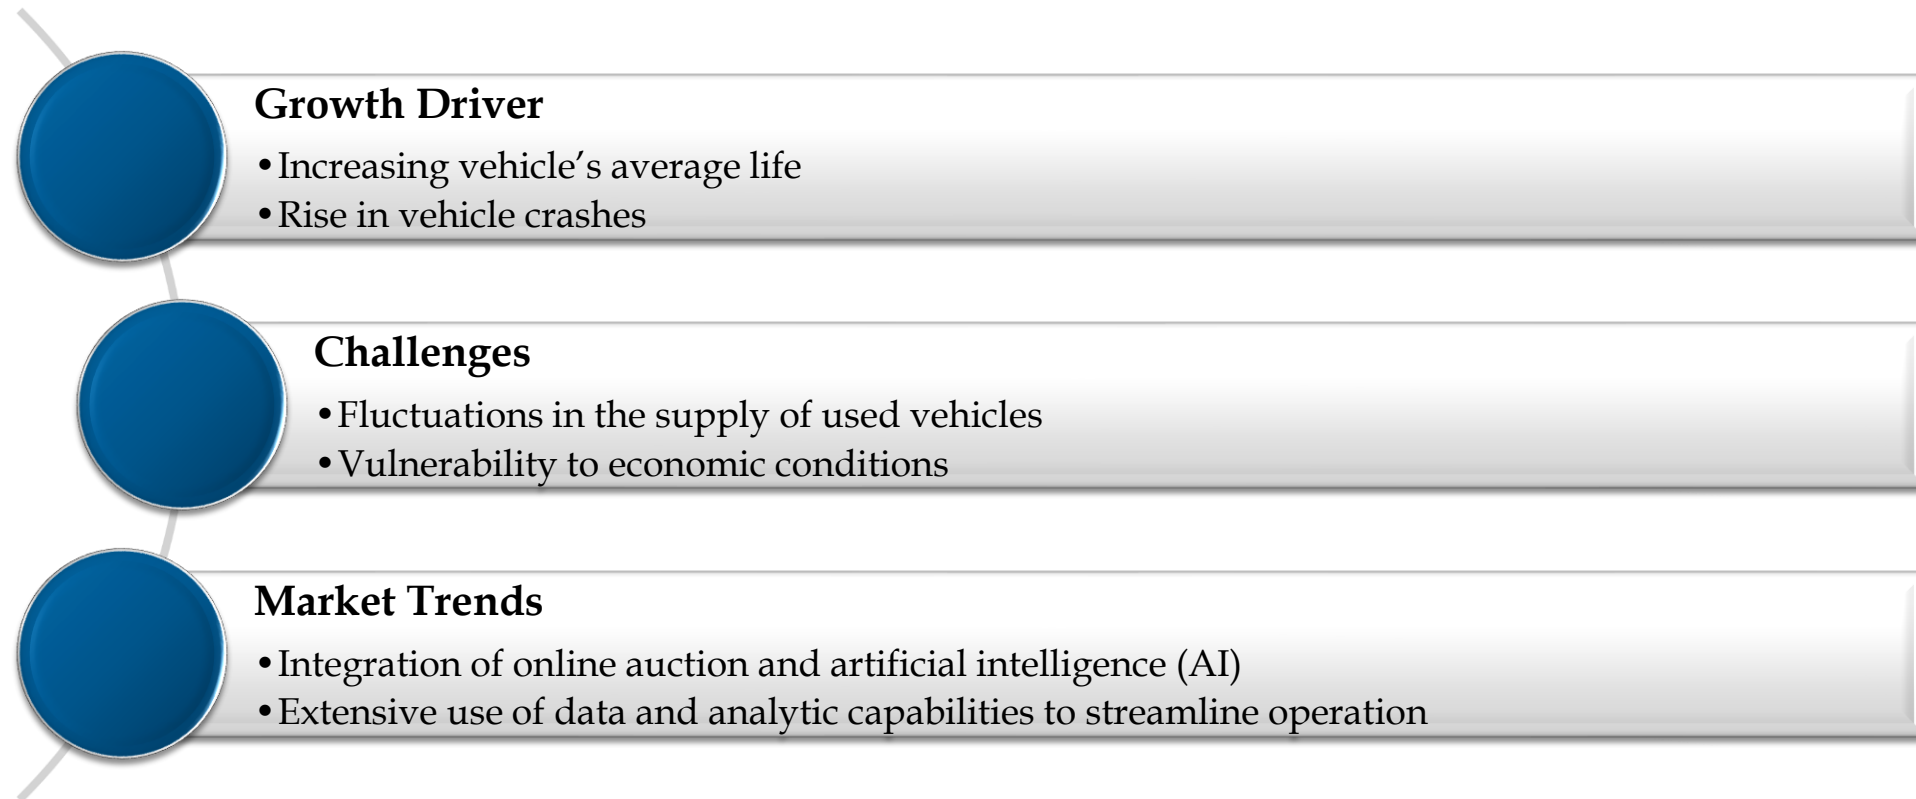 Growth Driver
•Increasing vehicle’s average life
•Rise in vehicle crashes
Challenges
•Fluctuations in the supply of used vehicles
•Vulnerability to economic conditions
Market Trends
•Integration of online auction and artificial intelligence (AI)
•Extensive use of data and analytic capabilities to streamline operation